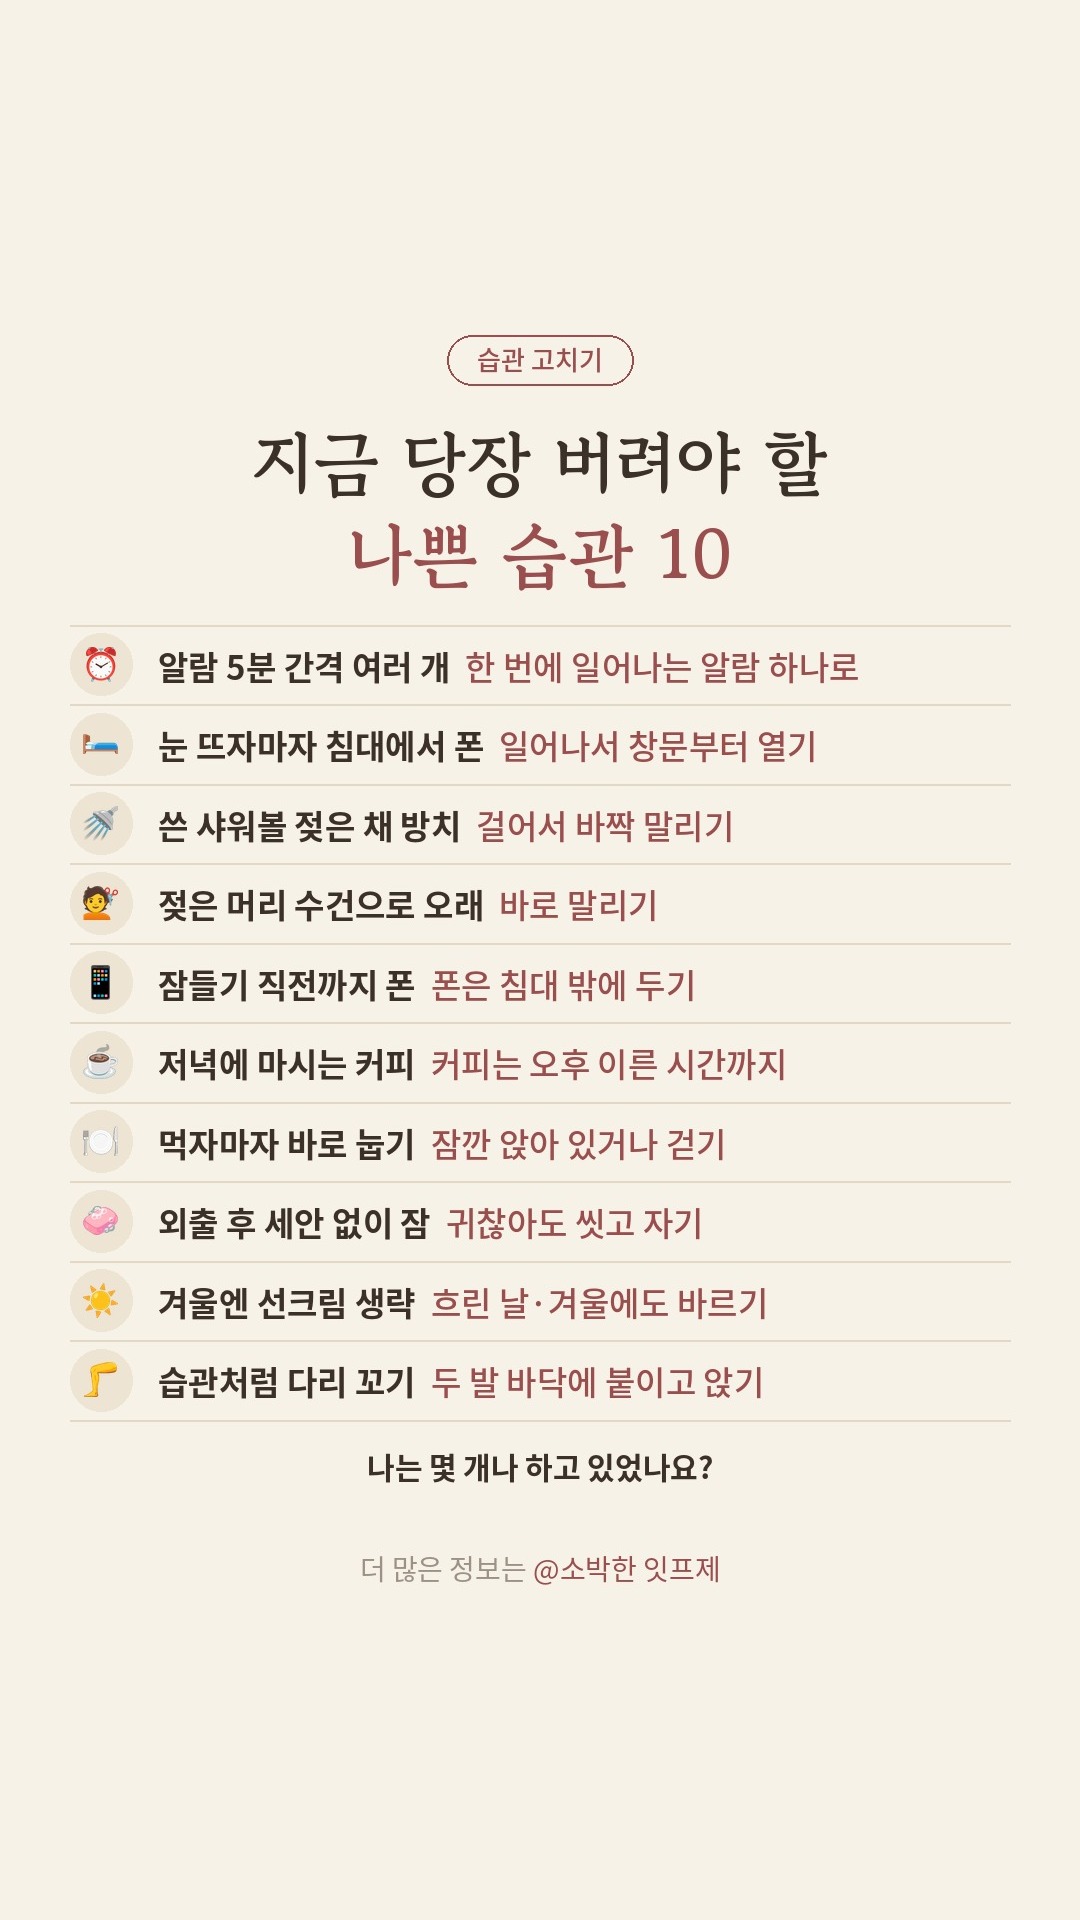 습관 고치기
지금 당장 버려야 할
나쁜 습관 10
알람 5분 간격 여러 개 한 번에 일어나는 알람 하나로
눈 뜨자마자 침대에서 폰 일어나서 창문부터 열기
쓴 샤워볼 젖은 채 방치 걸어서 바짝 말리기
젖은 머리 수건으로 오래 바로 말리기
잠들기 직전까지 폰 폰은 침대 밖에 두기
저녁에 마시는 커피 커피는 오후 이른 시간까지
먹자마자 바로 눕기 잠깐 앉아 있거나 걷기
외출 후 세안 없이 잠 귀찮아도 씻고 자기
겨울엔 선크림 생략 흐린 날·겨울에도 바르기
습관처럼 다리 꼬기 두 발 바닥에 붙이고 앉기
나는 몇 개나 하고 있었나요?
더 많은 정보는 @소박한 잇프제